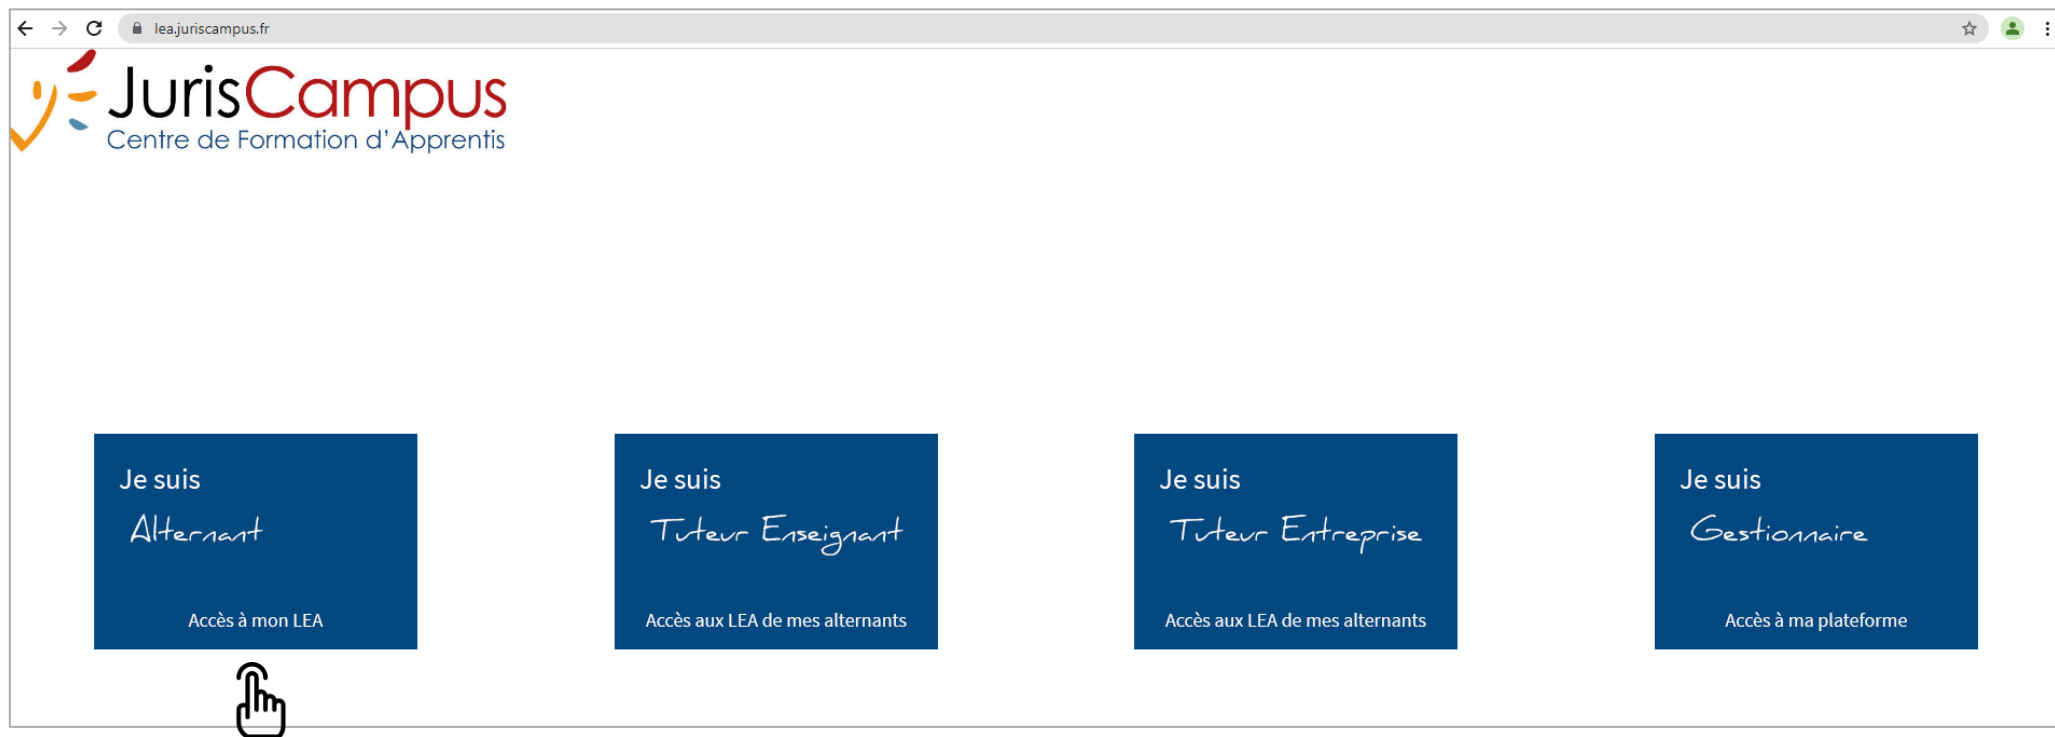 lea.juriscampus.fr
JurisCampus
Centre de Formation d'Apprentis
Je suis
Alternant
Accès à mon LEA
Je suis
Tuteur Enseignant
Accès aux LEA de mes alternants
Je suis
Tuteur Entreprise
Accès aux LEA de mes alternants
Je suis
Gestionnaire
Accès à ma plateforme